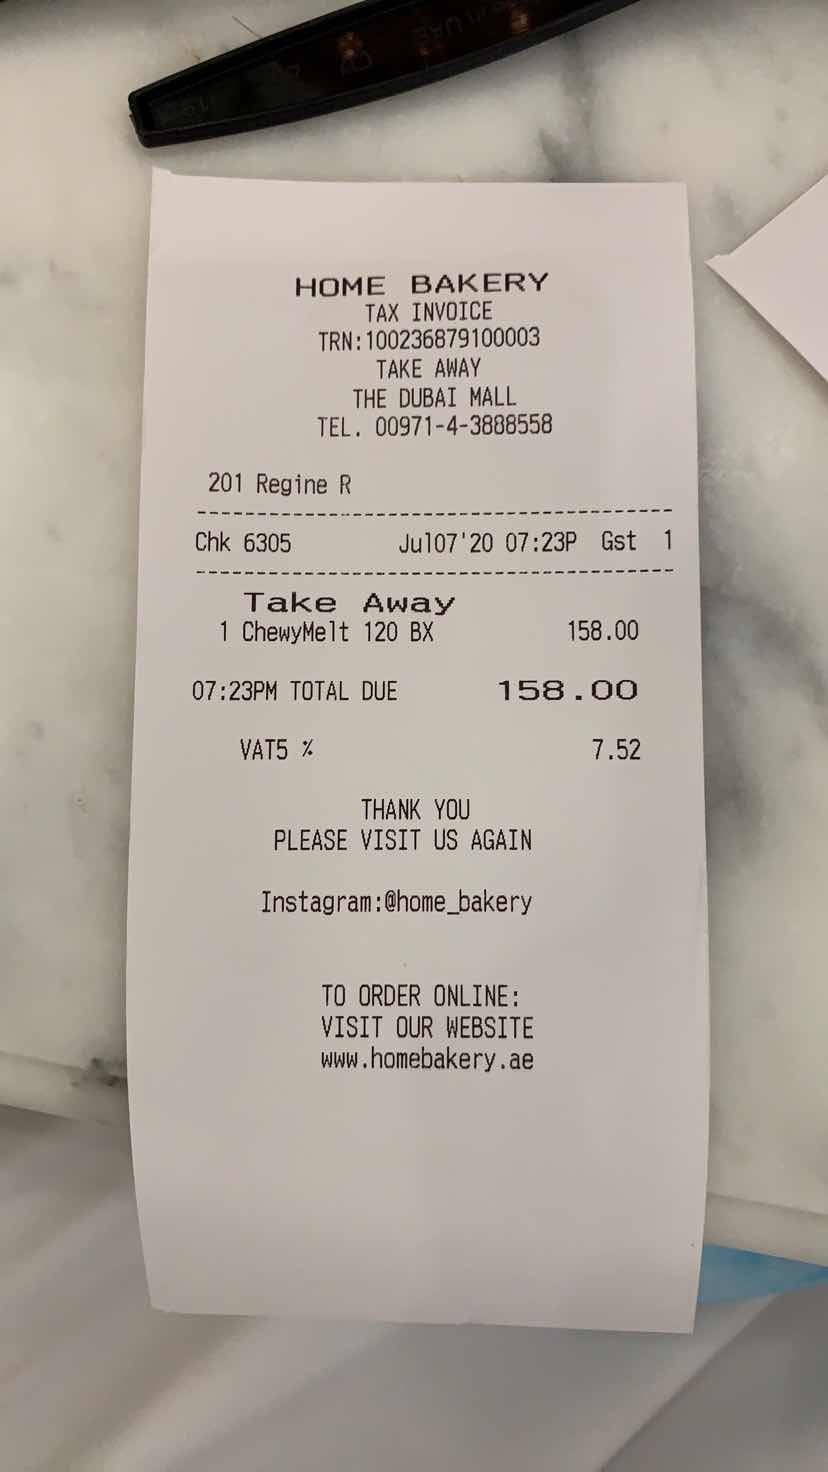 HOME BAKERY
TAX INVOICE
TRN:100236879100003
TAKE AWAY
THE DUBAI MALL
TEL. 00971-4-3888558
201 Regine R
Chk 6305 Jul07'20 07:23P Gst 1
Take Away
1 ChewyMelt 120 BX 158.00
07:23PM TOTAL DUE 158.00
VAT5 % 7.52
THANK YOU
PLEASE VISIT US AGAIN
Instagram:@home_bakery
TO ORDER ONLINE:
VISIT OUR WEBSITE
www.homebakery.ae